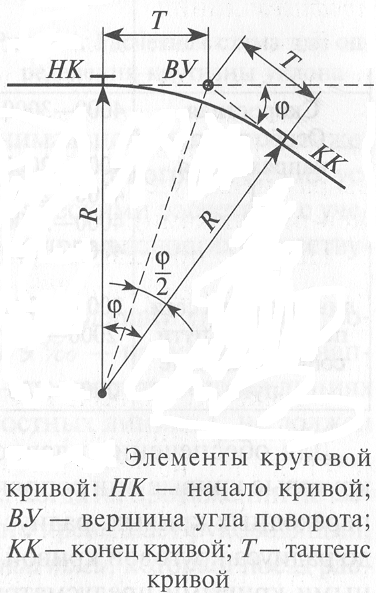 T
НК
ВУ
T
φ
КК
R
R
φ/2
φ
Элементы круговой
кривой: НК — начало кривой;
ВУ — вершина угла поворота;
КК — конец кривой; Т — тангенс
кривой